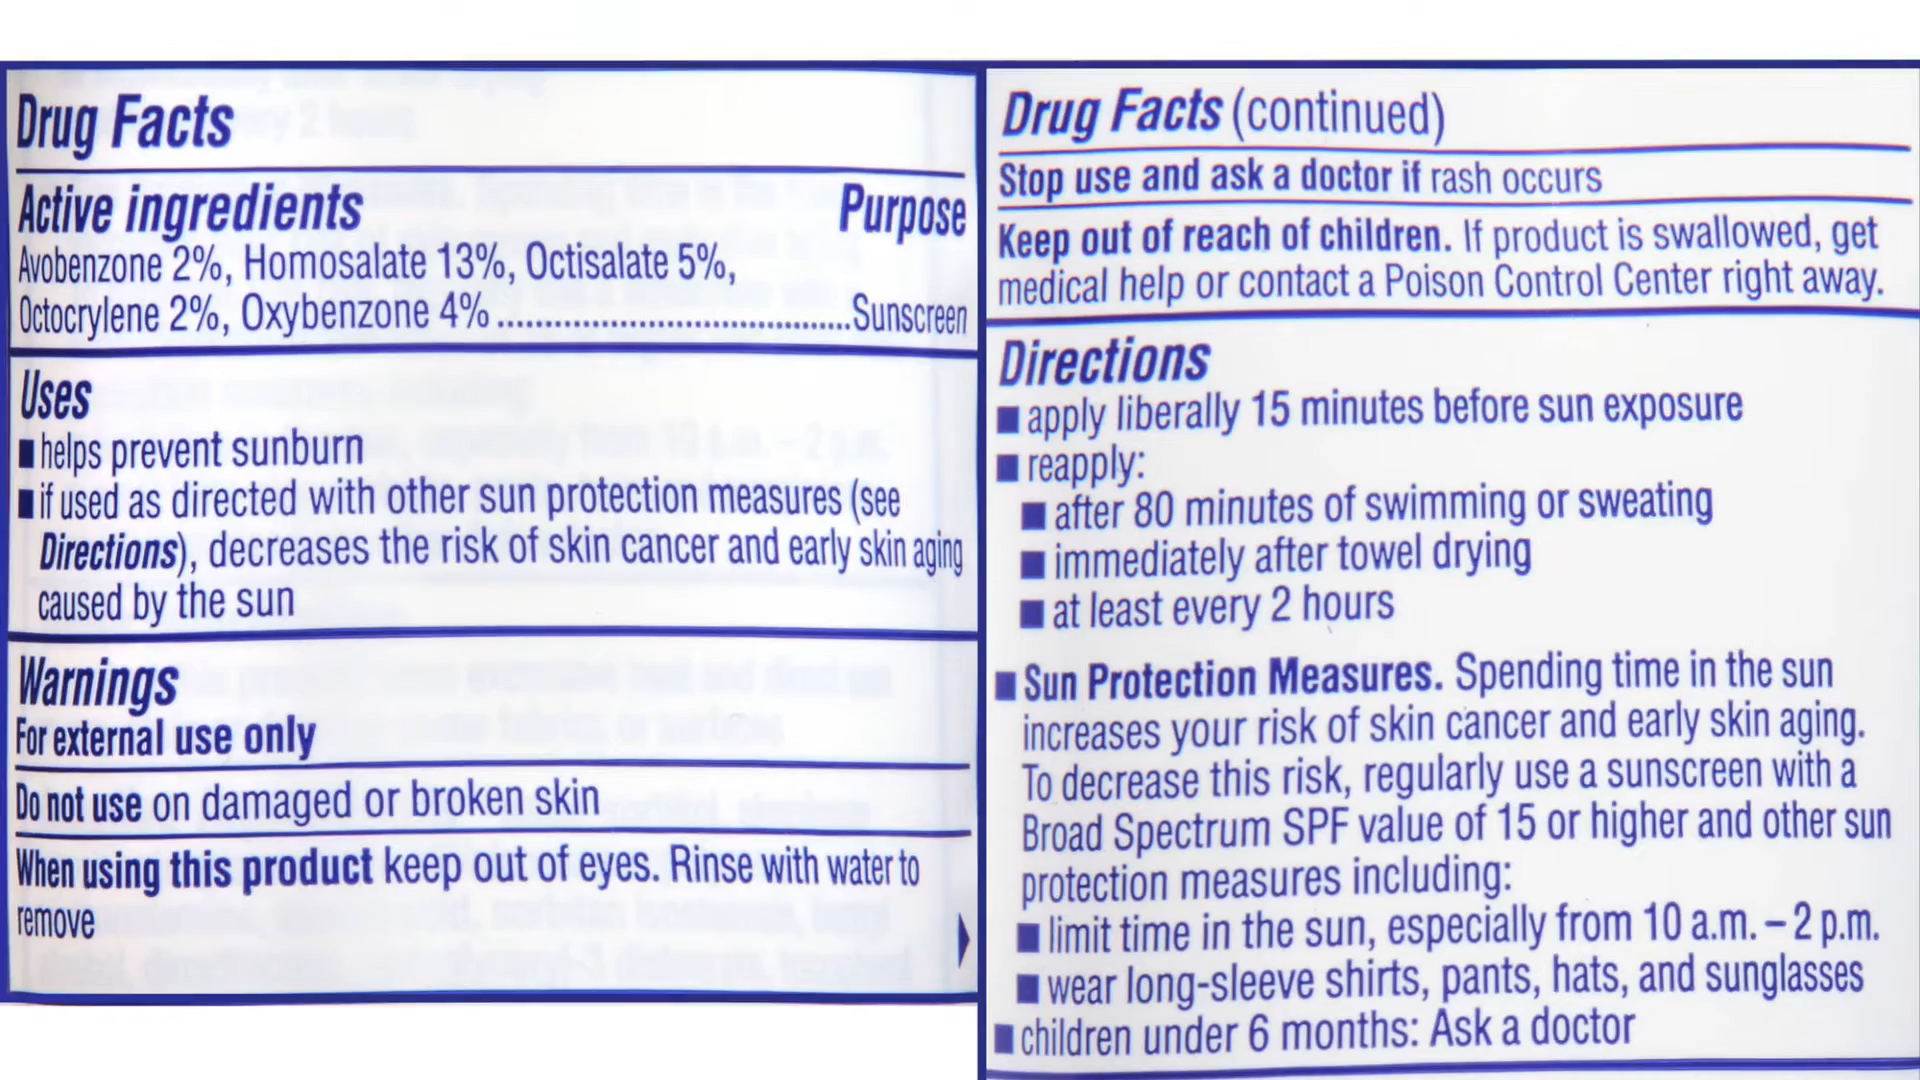 Drug Facts
Active ingredients Purpose
Avobenzone 2%, Homosalate 13%, Octisalate 5%,
Octocrylene 2%, Oxybenzone 4%..........................................Sunscreen
Uses
■ helps prevent sunburn
■ if used as directed with other sun protection measures (see
Directions), decreases the risk of skin cancer and early skin aging
caused by the sun
Warnings
For external use only
Do not use on damaged or broken skin
When using this product keep out of eyes. Rinse with water to
remove
Drug Facts (continued)
Stop use and ask a doctor if rash occurs
Keep out of reach of children. If product is swallowed, get
medical help or contact a Poison Control Center right away.
Directions
■ apply liberally 15 minutes before sun exposure
■ reapply:
■ after 80 minutes of swimming or sweating
■ immediately after towel drying
■ at least every 2 hours
■ Sun Protection Measures. Spending time in the sun
increases your risk of skin cancer and early skin aging.
To decrease this risk, regularly use a sunscreen with a
Broad Spectrum SPF value of 15 or higher and other sun
protection measures including:
■ limit time in the sun, especially from 10 a.m. – 2 p.m.
■ wear long-sleeve shirts, pants, hats, and sunglasses
■ children under 6 months: Ask a doctor